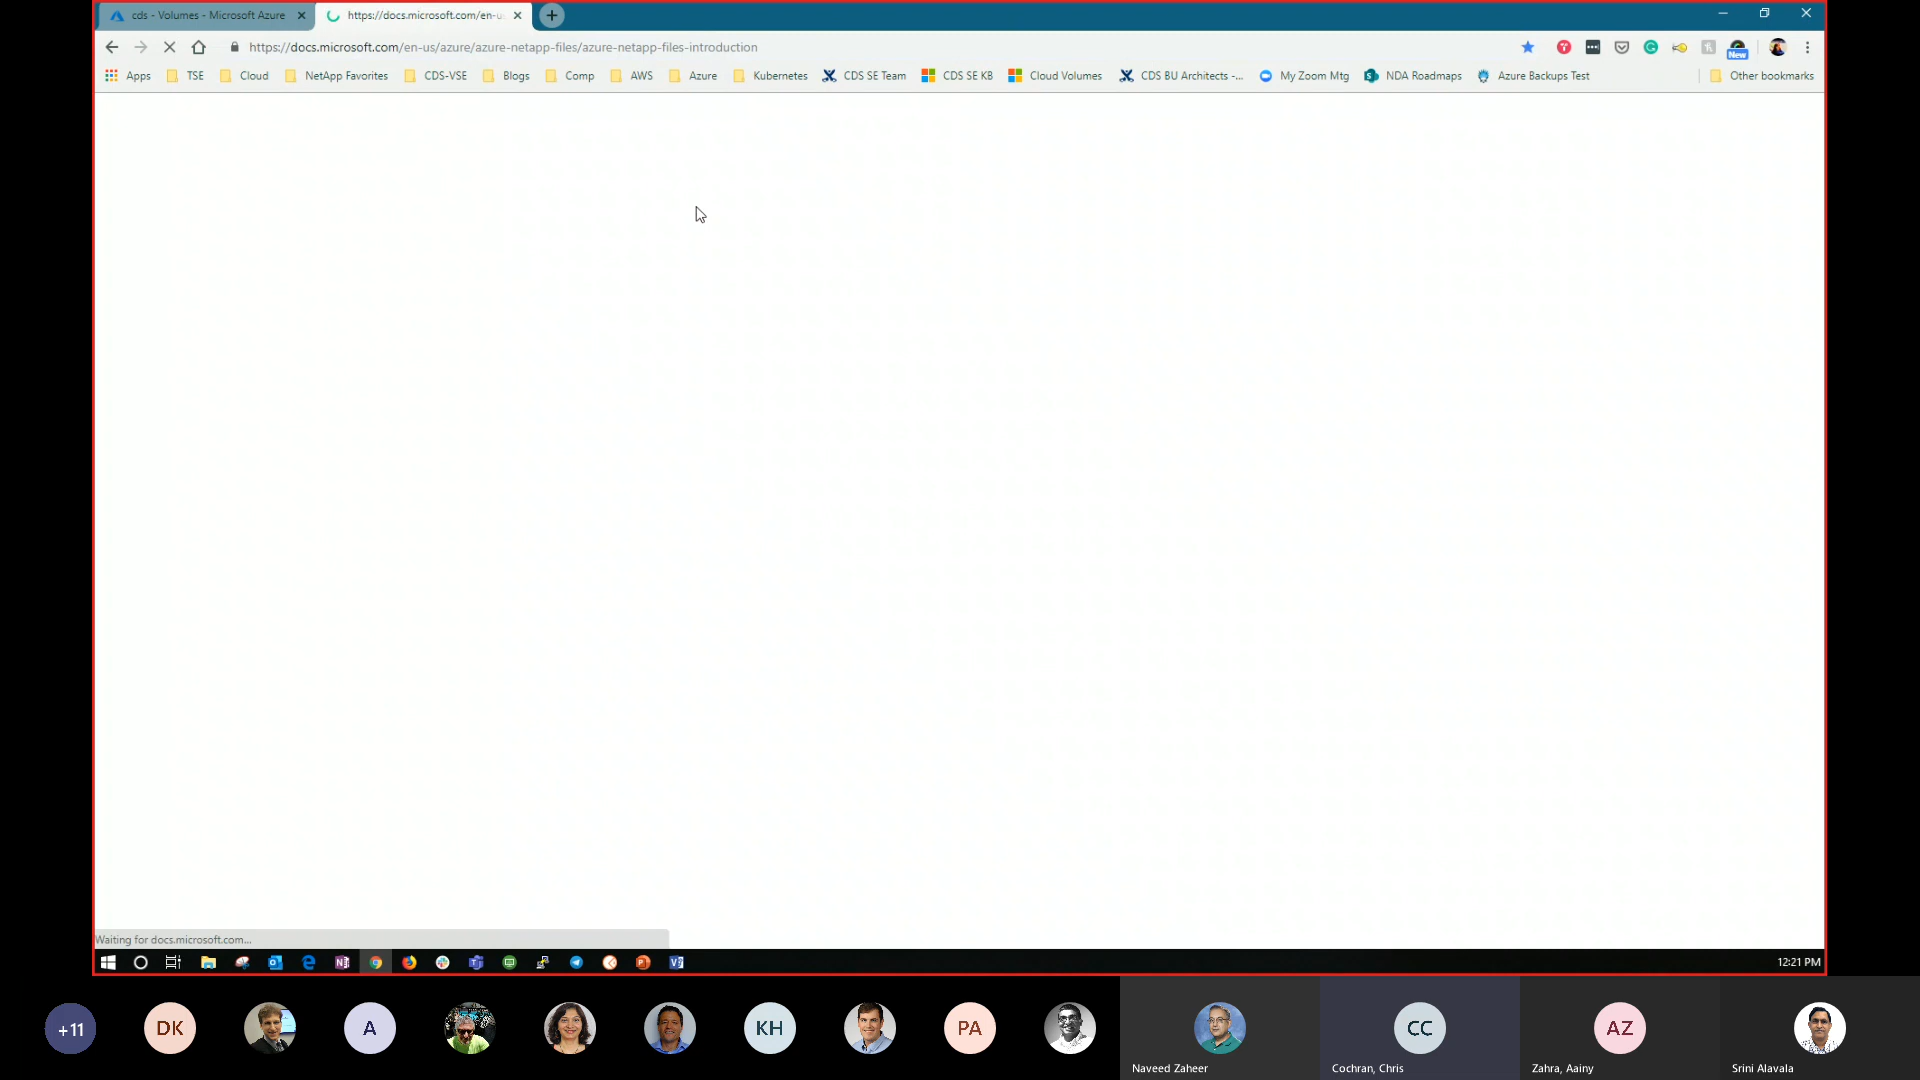 cds - Volumes - Microsoft Azure
https://docs.microsoft.com/en-u
https://docs.microsoft.com/en-us/azure/azure-netapp-files/azure-netapp-files-introduction
New
Apps TSE Cloud NetApp Favorites CDS-VSE Blogs Comp AWS Azure Kubernetes CDS SE Team CDS SE KB Cloud Volumes CDS BU Architects -... My Zoom Mtg NDA Roadmaps Azure Backups Test Other bookmarks
Waiting for docs.microsoft.com...
12:21 PM
+11 DK A KH PA CC AZ
Naveed Zaheer Cochran, Chris Zahra, Aainy Srini Alavala